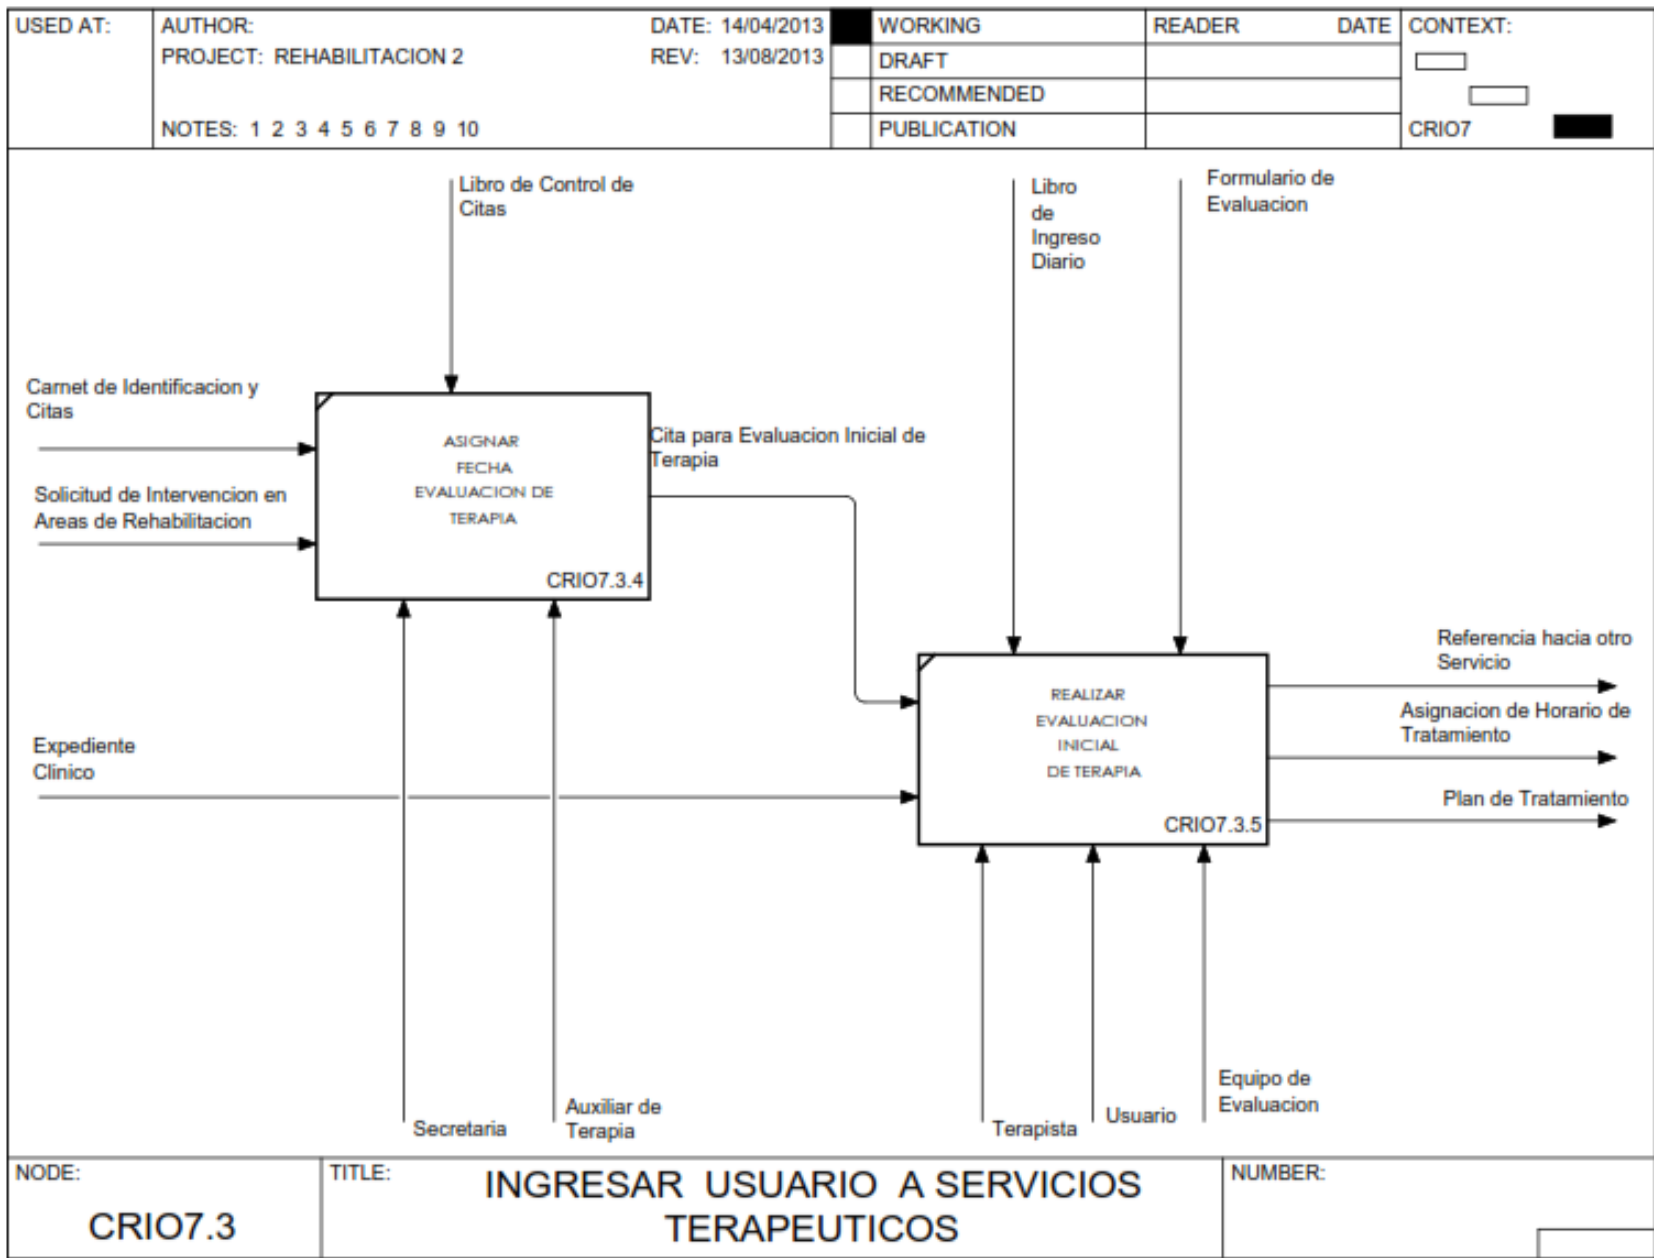 USED AT:
AUTHOR:
DATE: 14/04/2013
PROJECT: REHABILITACION 2
REV: 13/08/2013
NOTES: 1 2 3 4 5 6 7 8 9 10
WORKING
DRAFT
RECOMMENDED
PUBLICATION
READER DATE
CONTEXT:
CRIO7
Libro de Control de
Citas
Libro
de
Ingreso
Diario
Formulario de
Evaluacion
Carnet de Identificacion y
Citas
Solicitud de Intervencion en
Areas de Rehabilitacion
ASIGNAR
FECHA
EVALUACION DE
TERAPIA
CRIO7.3.4
Cita para Evaluacion Inicial de
Terapia
Expediente
Clinico
REALIZAR
EVALUACION
INICIAL
DE TERAPIA
CRIO7.3.5
Referencia hacia otro
Servicio
Asignacion de Horario de
Tratamiento
Plan de Tratamiento
Secretaria
Auxiliar de
Terapia
Terapista
Usuario
Equipo de
Evaluacion
NODE:
CRIO7.3
TITLE:
INGRESAR USUARIO A SERVICIOS
TERAPEUTICOS
NUMBER: